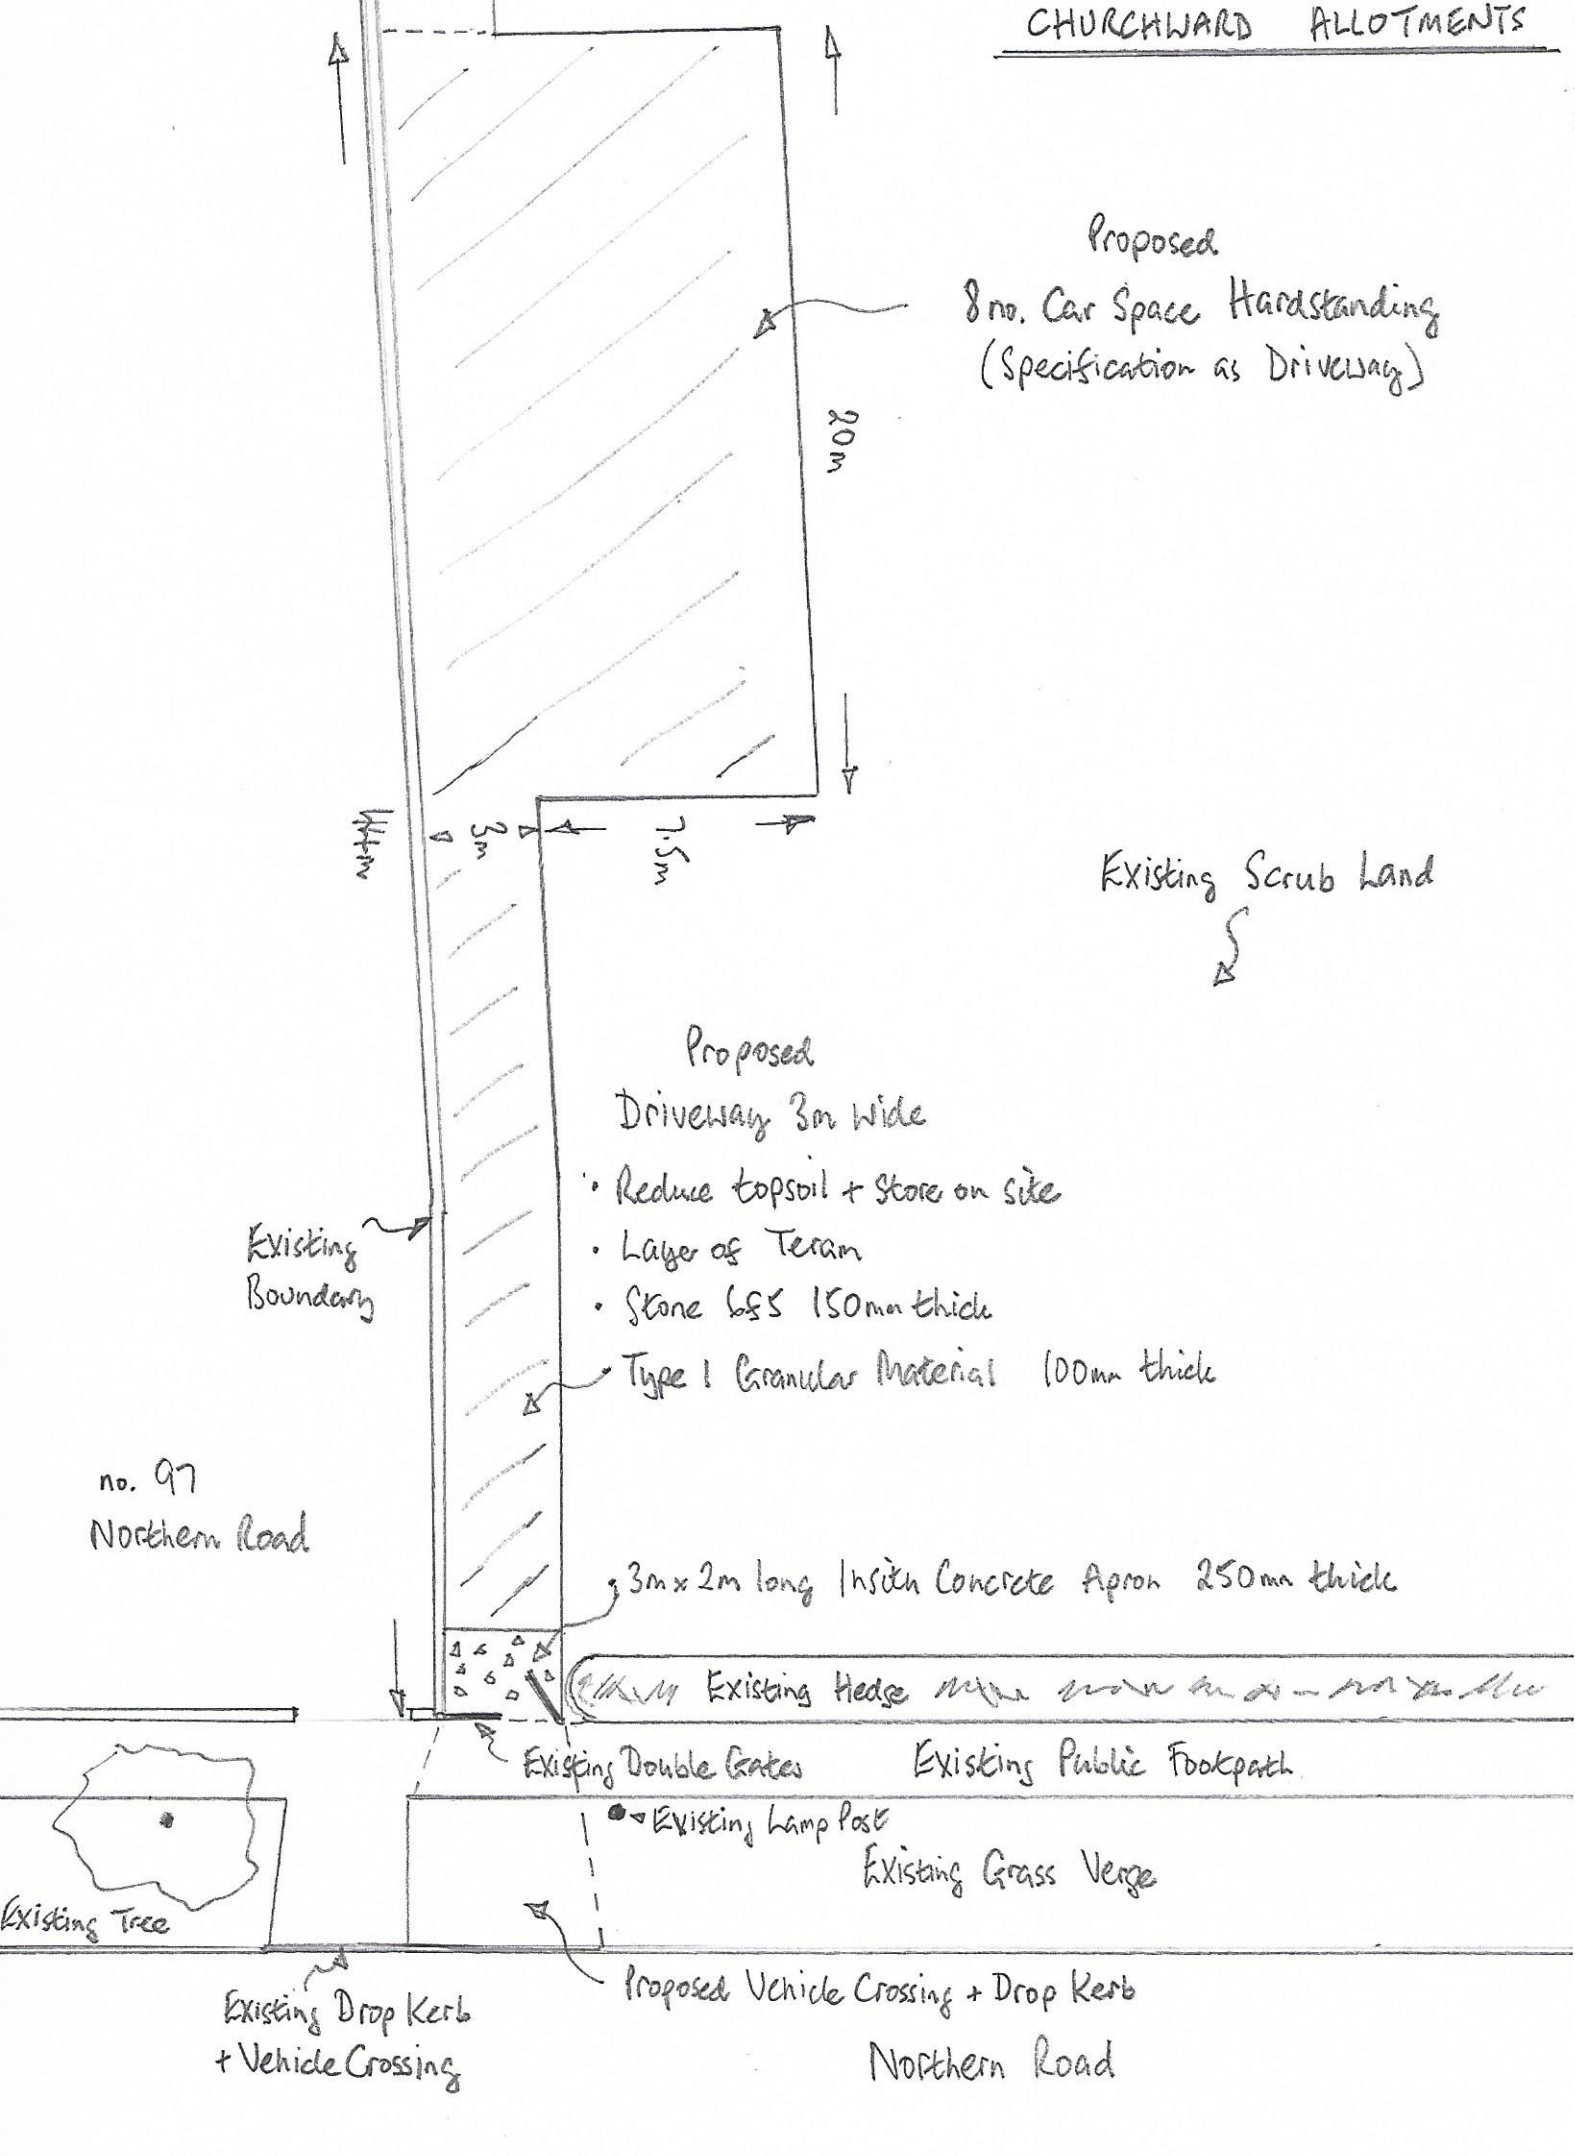 CHURCHWARD ALLOTMENTS
Proposed
8no. Car Space Hardstanding
(Specification as Driveway)
20m
3m
7.5m
Existing Scrub Land
Proposed
Driveway 3m wide
• Reduce topsoil + store on site
• Layer of Teram
• Stone 6f5 150mm thick
• Type 1 Granular Material 100mm thick
Existing
Boundary
no. 97
Northern Road
• 3m x 2m long Insitu Concrete Apron 250mm thick
Existing Hedge
Existing Double Gates
Existing Public Footpath
Existing Lamp Post
Existing Grass Verge
Existing Tree
Proposed Vehicle Crossing + Drop Kerb
Existing Drop Kerb
+ Vehicle Crossing
Northern Road